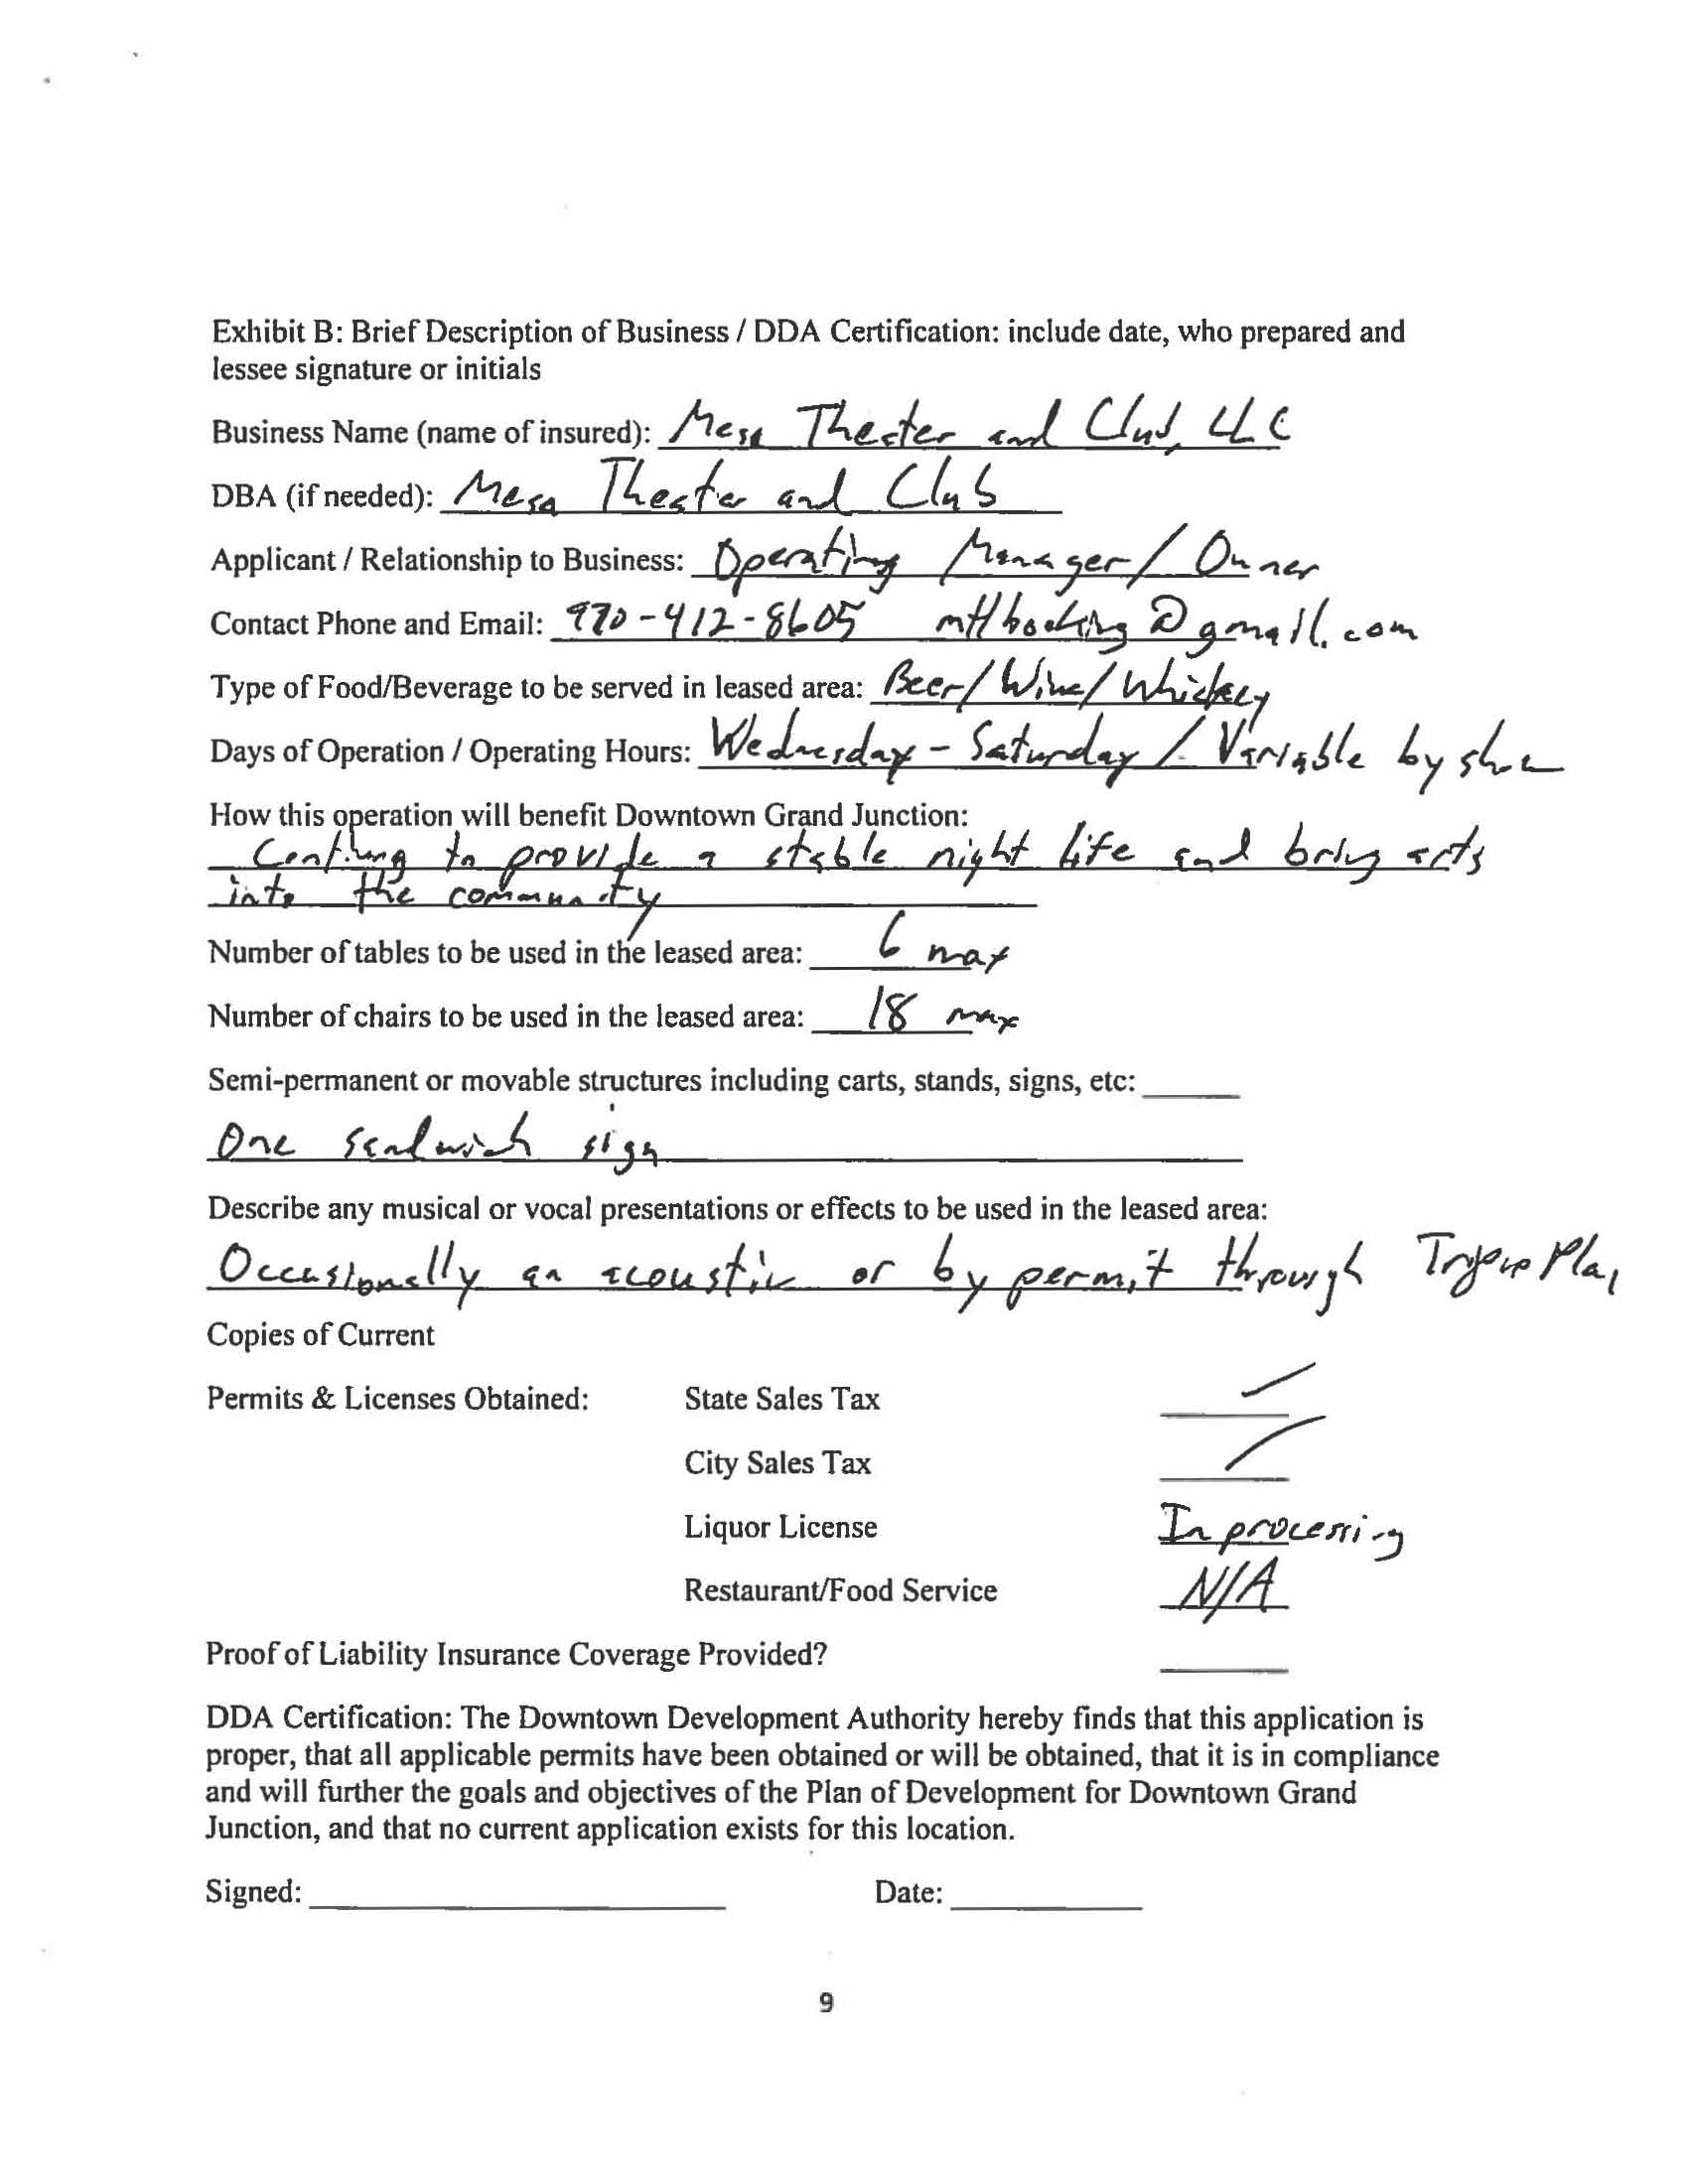 Exhibit B: Brief Description of Business / DDA Certification: include date, who prepared and
lessee signature or initials
Business Name (name of insured): Mesa Theater and Club, LLC
DBA (if needed): Mesa Theater and Club
Applicant / Relationship to Business: Operating Manager / Owner
Contact Phone and Email: 970-412-8605 @gmail.com
Type of Food/Beverage to be served in leased area: Beer/Wine/Whiskey
Days of Operation / Operating Hours: Wednesday - Saturday / Variable by show
How this operation will benefit Downtown Grand Junction:
to provide a stable night life and bring arts
into the community
Number of tables to be used in the leased area: 6 max
Number of chairs to be used in the leased area: 18 max
Semi-permanent or movable structures including carts, stands, signs, etc:
One sandwich sign
Describe any musical or vocal presentations or effects to be used in the leased area:
Occasionally an acoustic or by permit through
Copies of Current
Permits & Licenses Obtained: State Sales Tax
City Sales Tax
Liquor License In processing
Restaurant/Food Service N/A
Proof of Liability Insurance Coverage Provided?
DDA Certification: The Downtown Development Authority hereby finds that this application is
proper, that all applicable permits have been obtained or will be obtained, that it is in compliance
and will further the goals and objectives of the Plan of Development for Downtown Grand
Junction, and that no current application exists for this location.
Signed: Date:
9